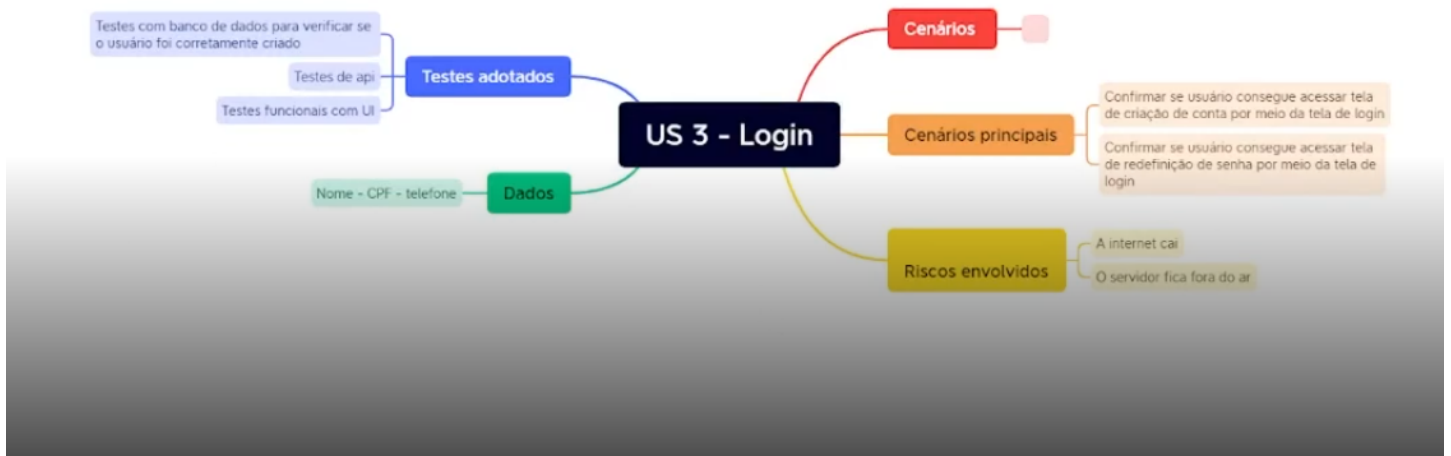 Testes com banco de dados para verificar se
o usuário foi corretamente criado
Testes de api
Testes funcionais com UI
Testes adotados
Nome - CPF - telefone
Dados
US 3 - Login
Cenários
Cenários principais
Confirmar se usuário consegue acessar tela
de criação de conta por meio da tela de login
Confirmar se usuário consegue acessar tela
de redefinição de senha por meio da tela de
login
Riscos envolvidos
A internet cai
O servidor fica fora do ar